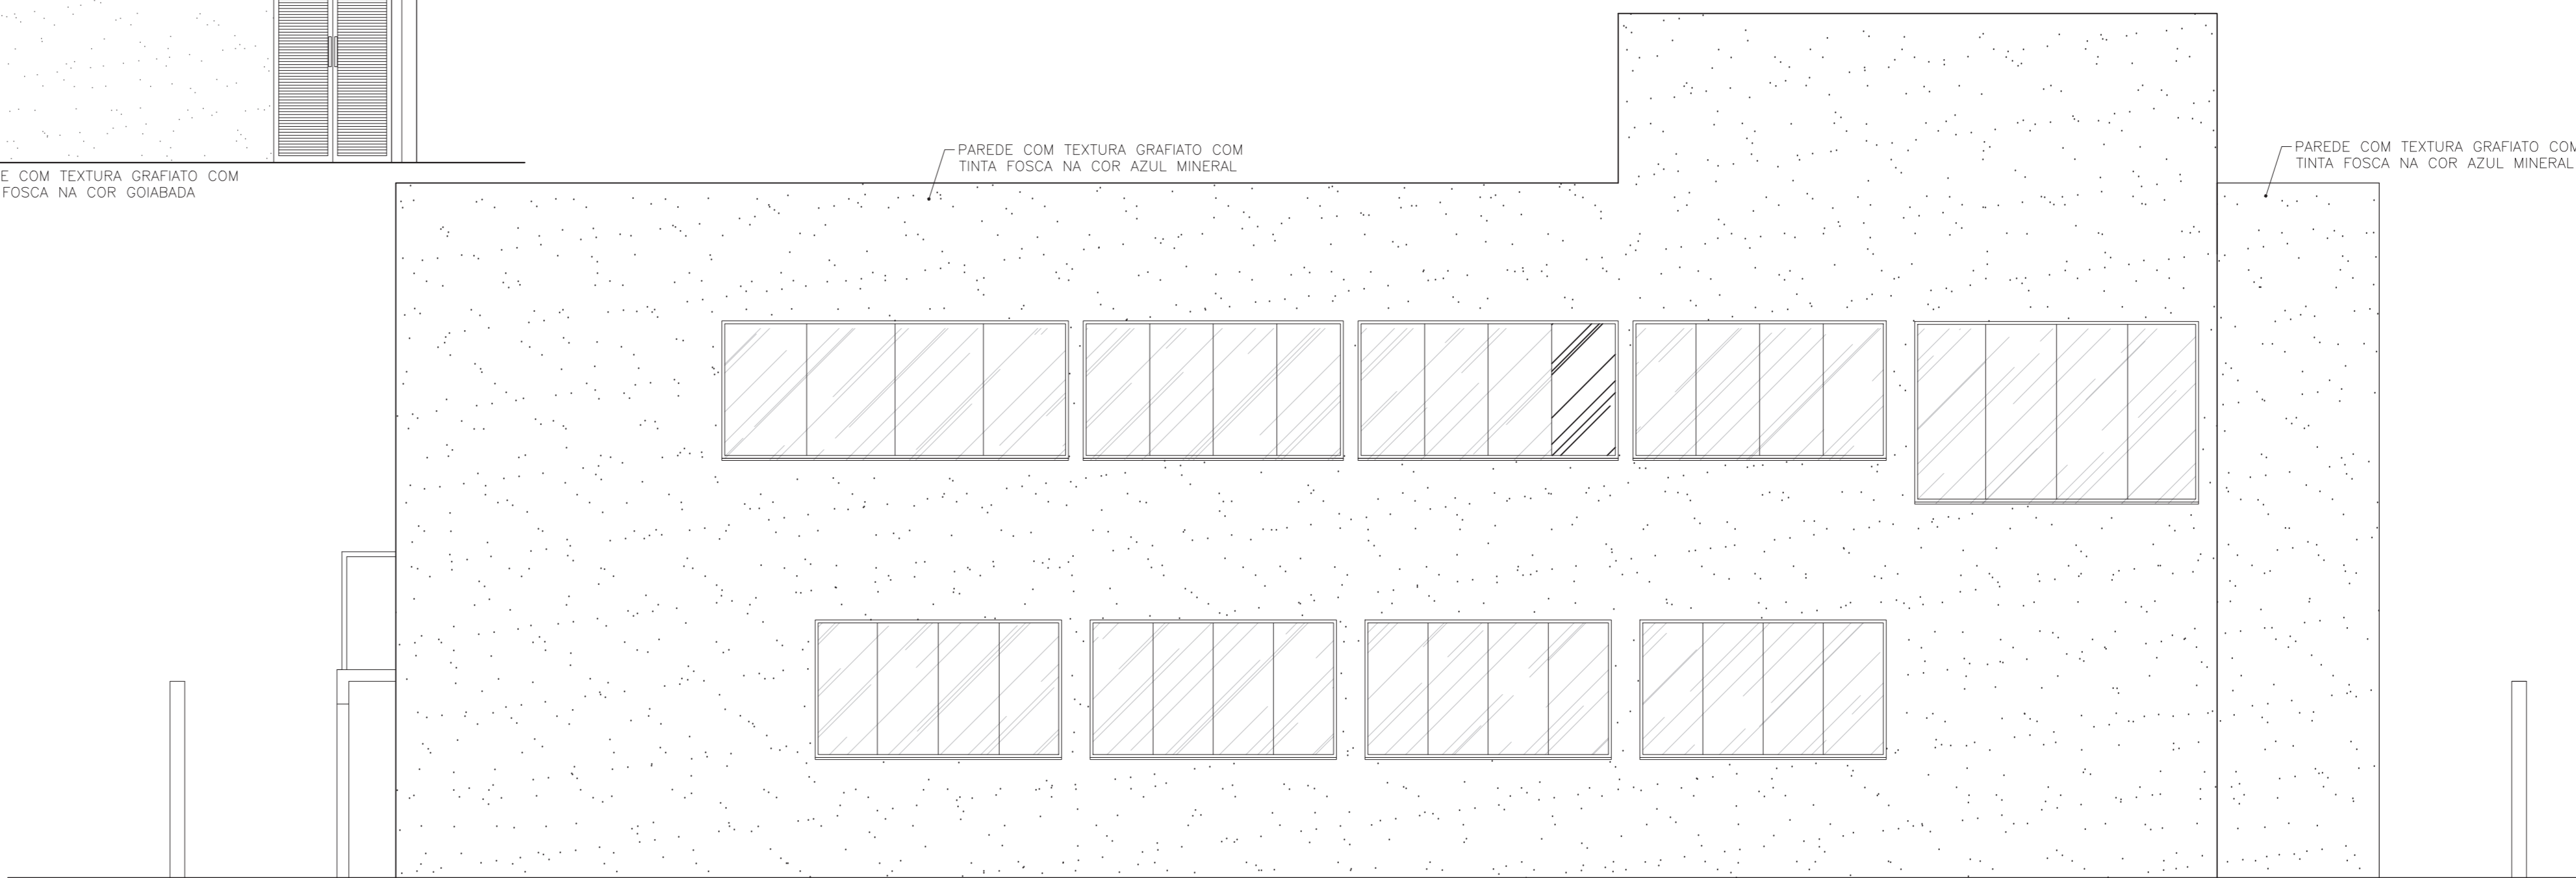 PAREDE COM TEXTURA GRAFIATO COM
TINTA FOSCA NA COR AZUL MINERAL
PAREDE COM TEXTURA GRAFIATO COM
TINTA FOSCA NA COR AZUL MINERAL
E COM TEXTURA GRAFIATO COM
FOSCA NA COR GOIABADA